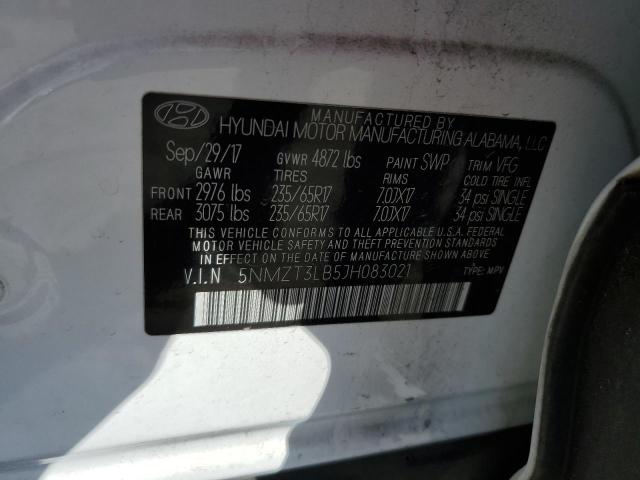 MANUFACTURED BY
HYUNDAI MOTOR MANUFACTURING ALABAMA, LLC
Sep/29/17 GVWR 4872 lbs PAINT SWP TRIM VFG
GAWR TIRES RIMS COLD TIRE INFL
FRONT 2976 lbs 235/65R17 7.0JX17 34 psi SINGLE
REAR 3075 lbs 235/65R17 7.0JX17 34 psi SINGLE
THIS VEHICLE CONFORMS TO ALL APPLICABLE U.S.A. FEDERAL
MOTOR VEHICLE SAFETY, BUMPER, AND THEFT PREVENTION
STANDARDS IN EFFECT ON THE DATE OF MANUFACTURE SHOWN ABOVE.
V.I.N 5NMZT3LB5JH083021 TYPE: MPV